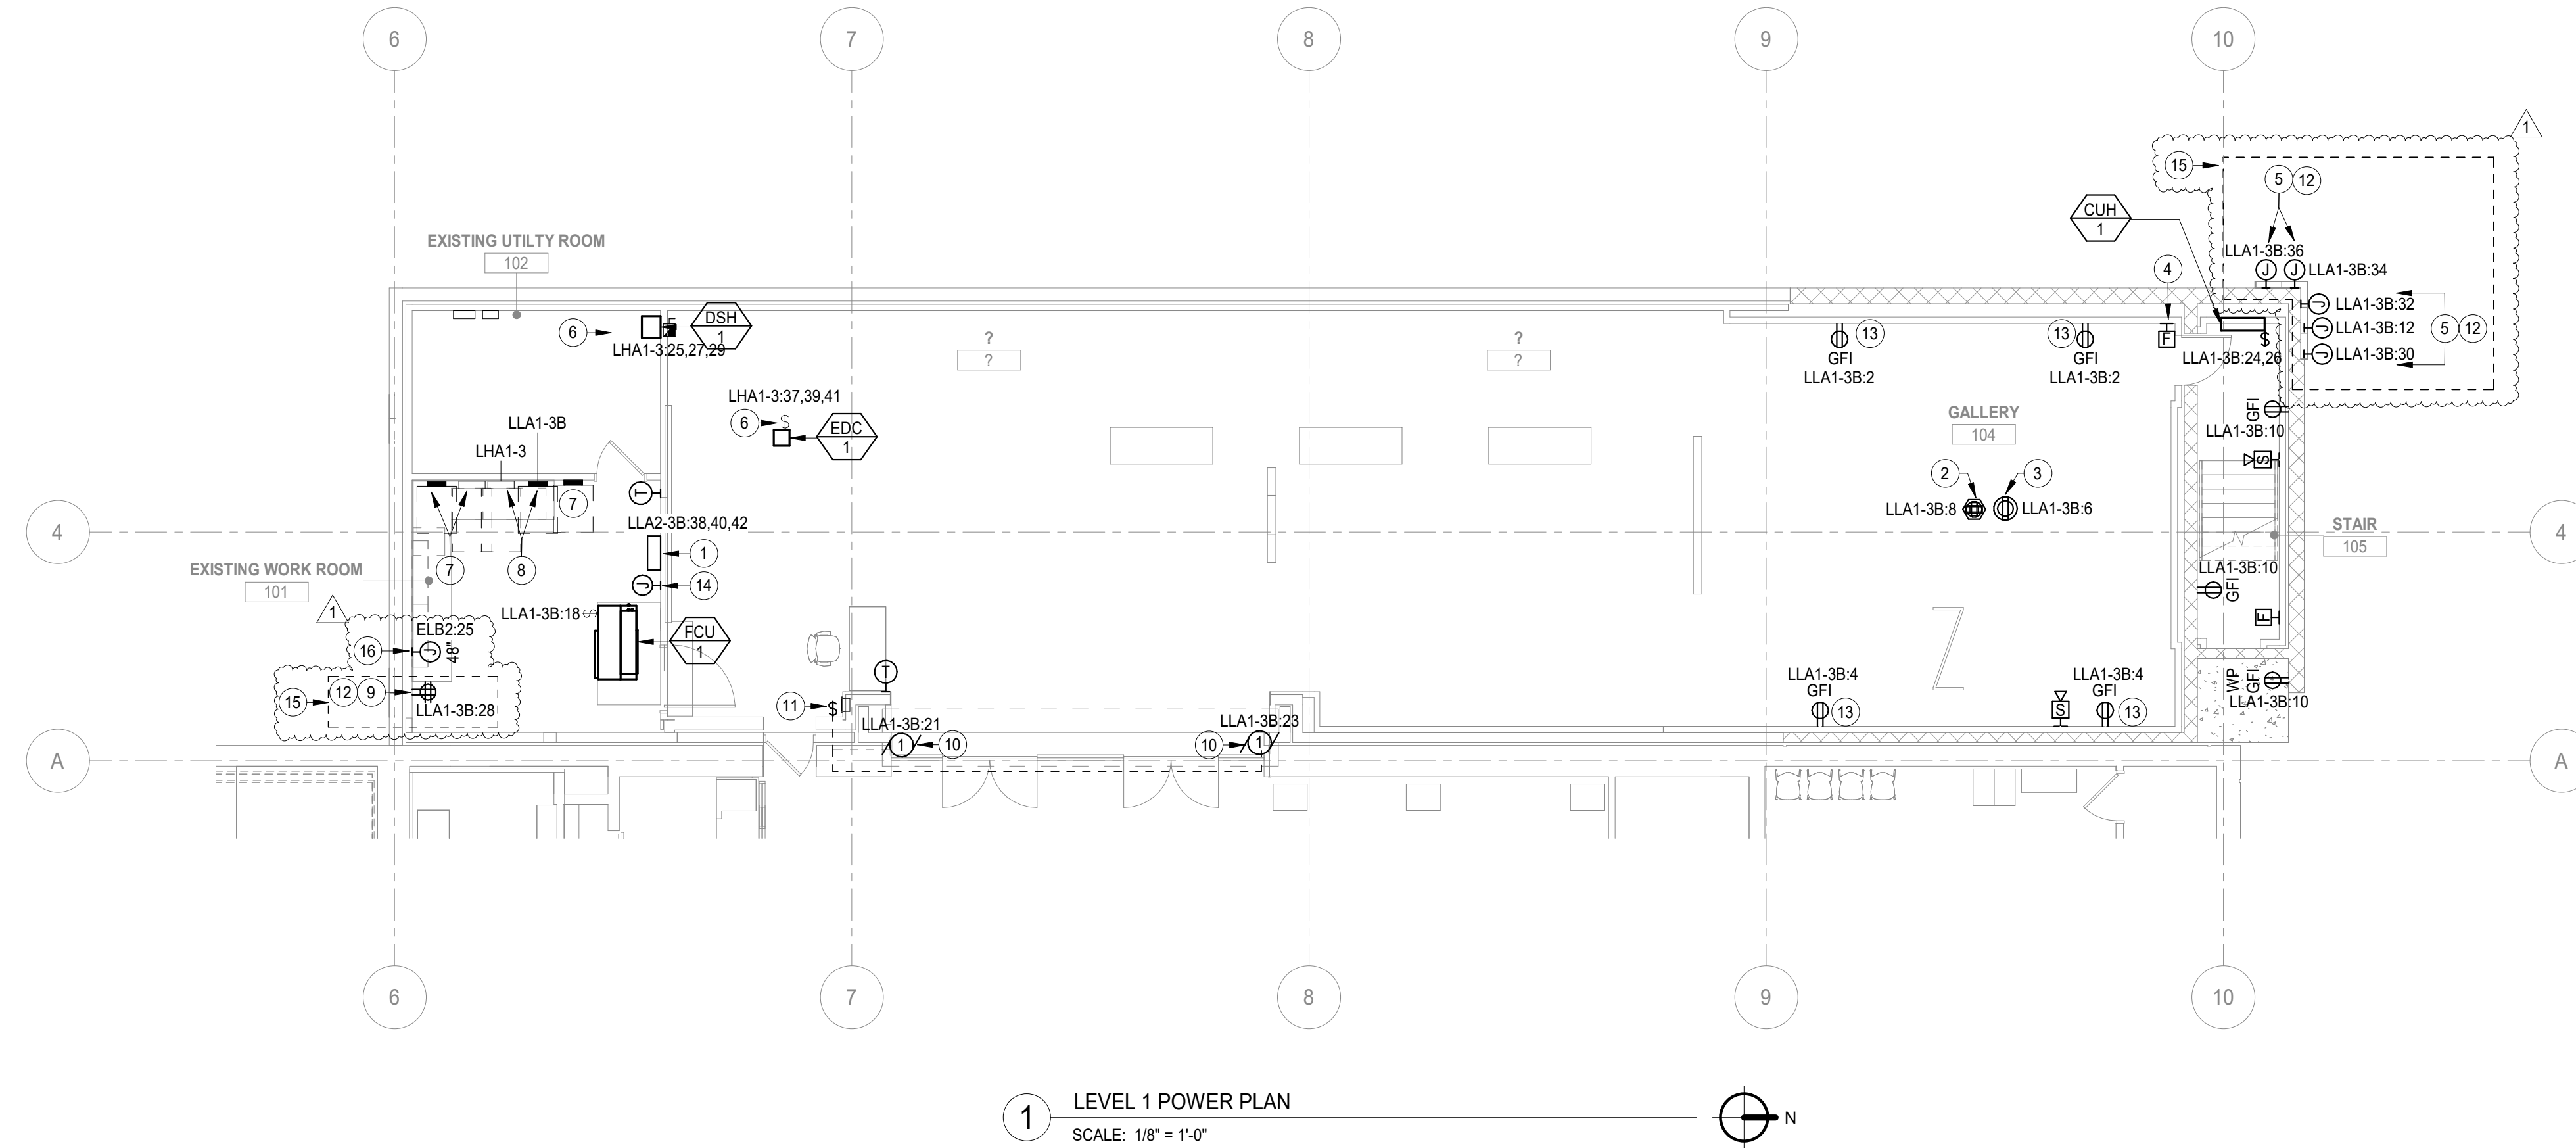 6
7
8
9
10
1
15
5
12
CUH
1
LLA1-3B:36
LLA1-3B:34
EXISTING UTILTY ROOM
102
4
LLA1-3B:32
DSH
1
6
LHA1-3:25,27,29
?
?
?
?
13
13
F
GFI
GFI
LLA1-3B:2
LLA1-3B:2
LLA1-3B:24,26
$
LLA1-3B:12
LLA1-3B:30
5
12
J
J
J
J
J
LHA1-3:37,39,41
6
$
EDC
1
GALLERY
104
GFI
LLA1-3B:10
LLA1-3B
LHA1-3
S
7
T
2
3
LLA1-3B:8
LLA1-3B:6
LLA2-3B:38,40,42
4
4
STAIR
105
1
7
8
EXISTING WORK ROOM
101
J
14
LLA1-3B:10
GFI
1
LLA1-3B:18
$
FCU
1
F
ELB2:25
16
J
48"
T
LLA1-3B:4
GFI
13
LLA1-3B:4
GFI
13
S
WP
GFI
LLA1-3B:10
15
12
9
LLA1-3B:28
11
$
LLA1-3B:21
LLA1-3B:23
1
10
10
1
A
A
6
7
8
9
10
1
LEVEL 1 POWER PLAN
N
SCALE: 1/8" = 1'-0"